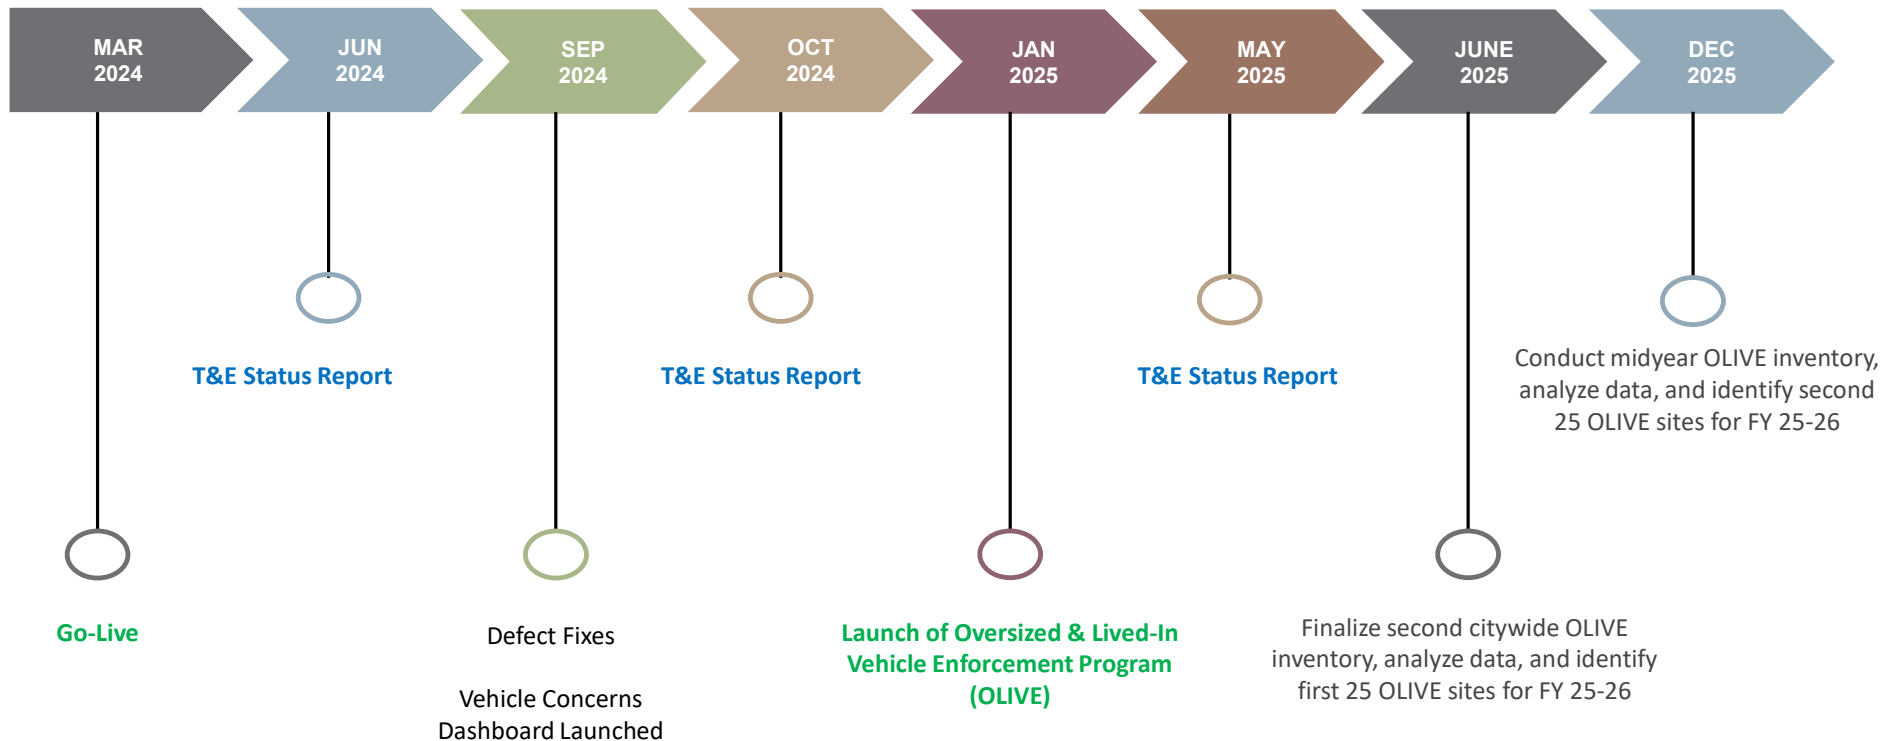 MAR
2024
JUN
2024
SEP
2024
OCT
2024
JAN
2025
MAY
2025
JUNE
2025
DEC
2025
T&E Status Report
T&E Status Report
T&E Status Report
Conduct midyear OLIVE inventory,
analyze data, and identify second
25 OLIVE sites for FY 25-26
Go-Live
Defect Fixes
Vehicle Concerns
Dashboard Launched
Launch of Oversized & Lived-In
Vehicle Enforcement Program
(OLIVE)
Finalize second citywide OLIVE
inventory, analyze data, and identify
first 25 OLIVE sites for FY 25-26